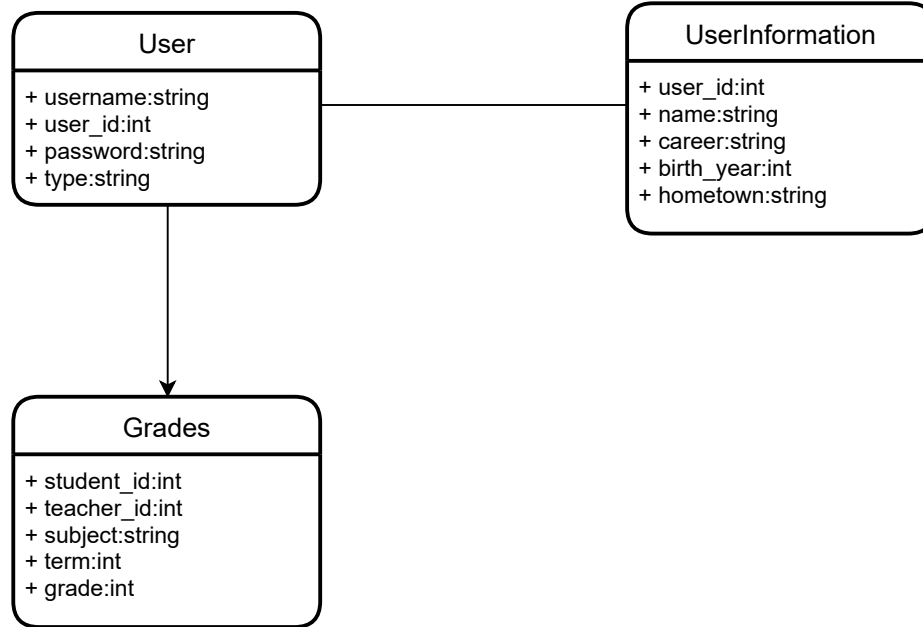 User
+ username:string
+ user_id:int
+ password:string
+ type:string
UserInformation
+ user_id:int
+ name:string
+ career:string
+ birth_year:int
+ hometown:string
Grades
+ student_id:int
+ teacher_id:int
+ subject:string
+ term:int
+ grade:int